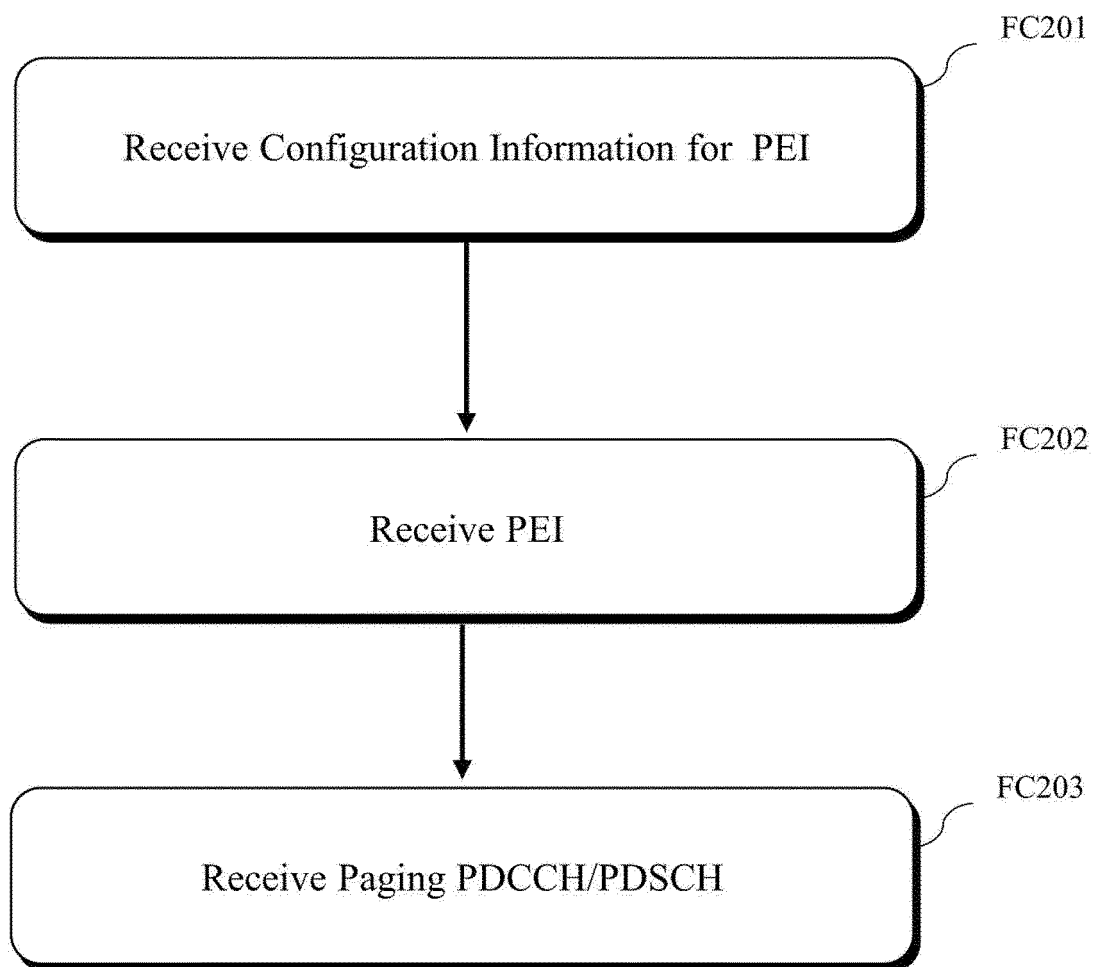 FC201
Receive Configuration Information for PEI
FC202
Receive PEI
FC203
Receive Paging PDCCH/PDSCH